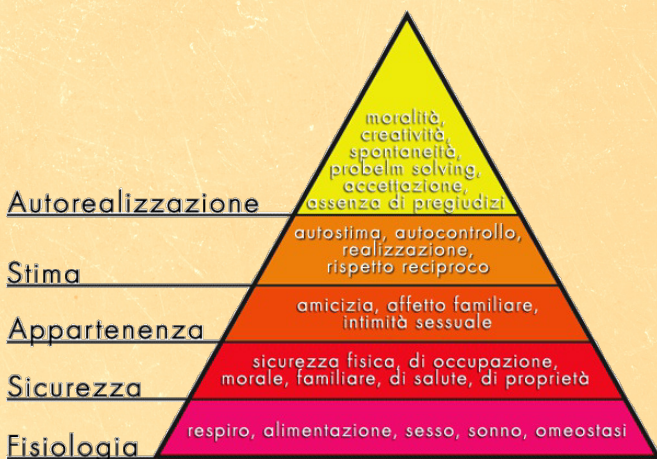 moralità,
creatività,
spontaneità,
probelm solving,
accettazione,
assenza di pregiudizi
Autorealizzazione
autostima, autocontrollo,
realizzazione,
rispetto reciproco
Stima
amicizia, affetto familiare,
intimità sessuale
Appartenenza
sicurezza fisica, di occupazione,
morale, familiare, di salute, di proprietà
Sicurezza
respiro, alimentazione, sesso, sonno, omeostasi
Fisiologia